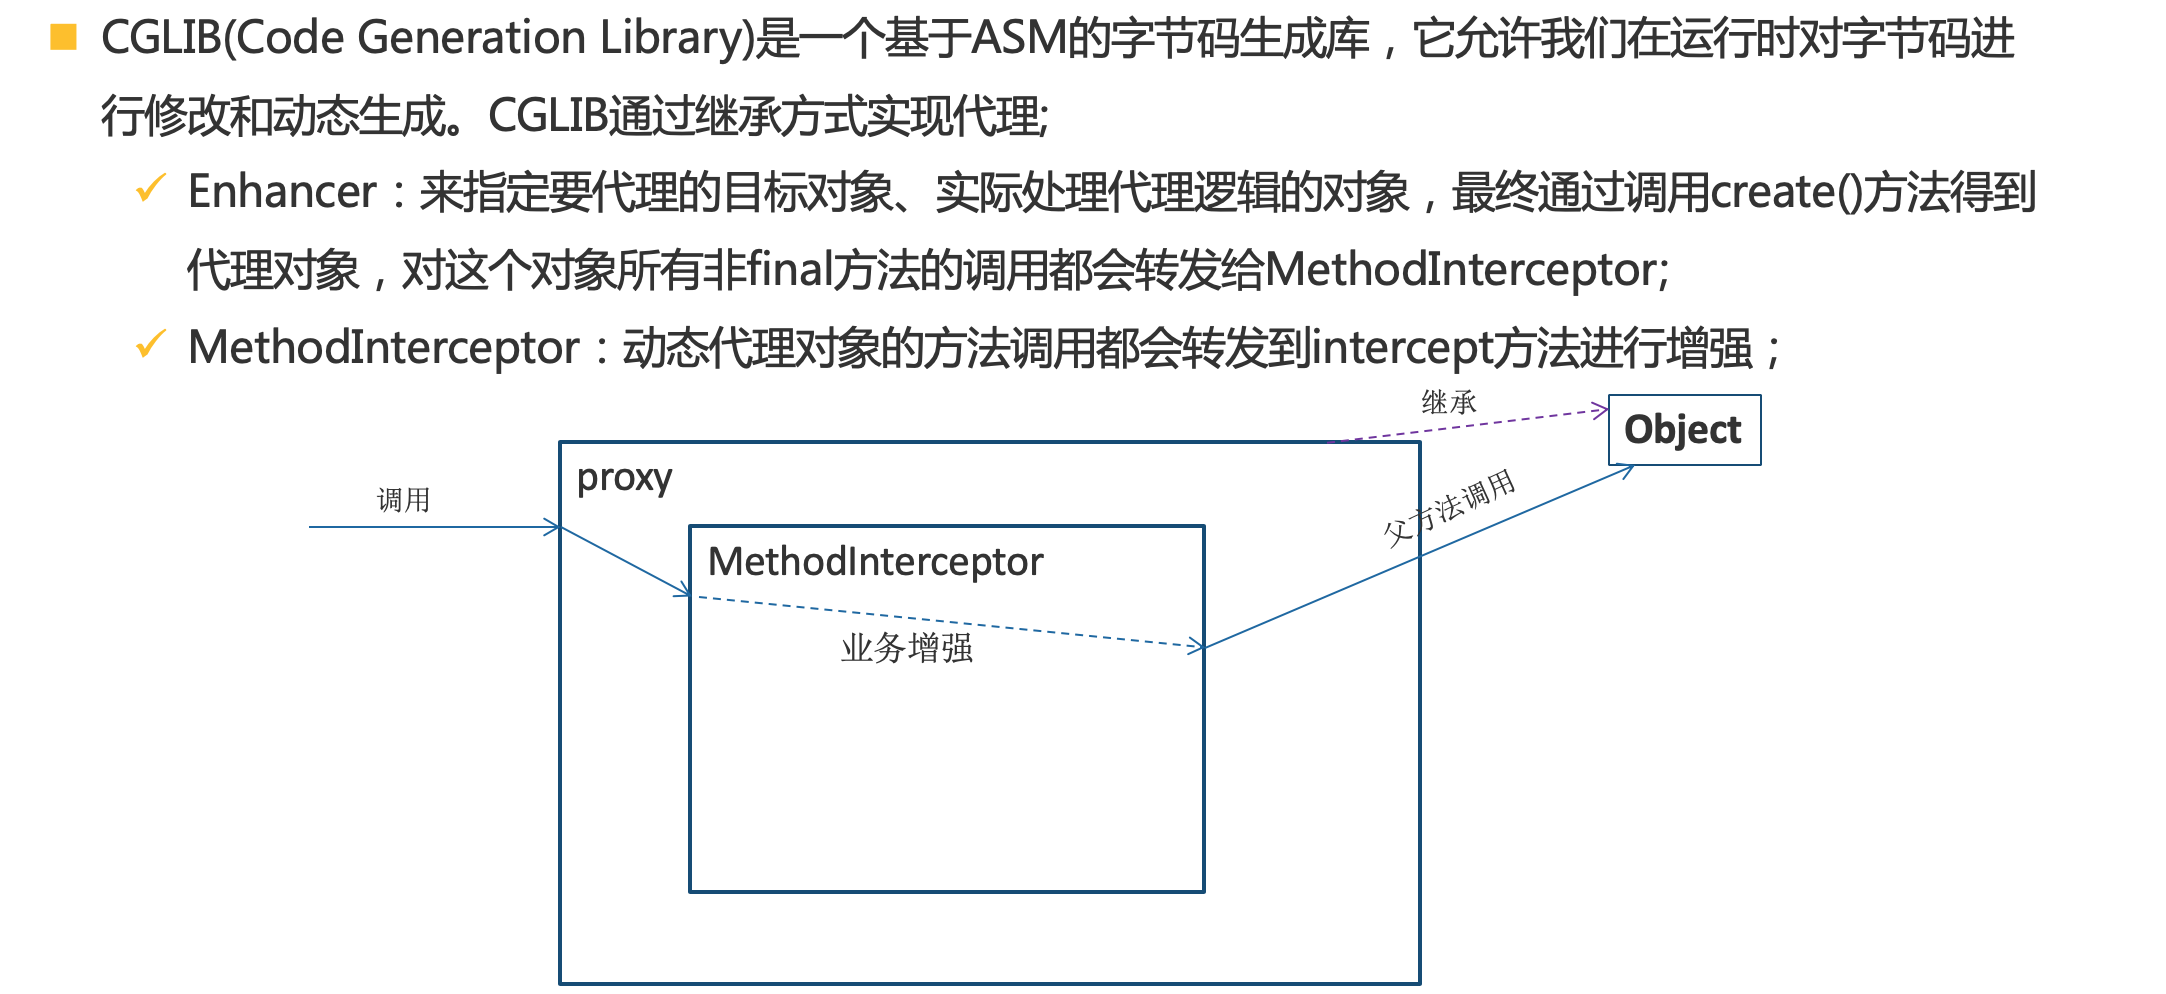 CGLIB(Code Generation Library)是一个基于ASM的字节码生成库，它允许我们在运行时对字节码进
行修改和动态生成。CGLIB通过继承方式实现代理;
Enhancer：来指定要代理的目标对象、实际处理代理逻辑的对象，最终通过调用create()方法得到
代理对象，对这个对象所有非final方法的调用都会转发给MethodInterceptor;
MethodInterceptor：动态代理对象的方法调用都会转发到intercept方法进行增强；
继承
Object
proxy
调用
父方法调用
MethodInterceptor
业务增强